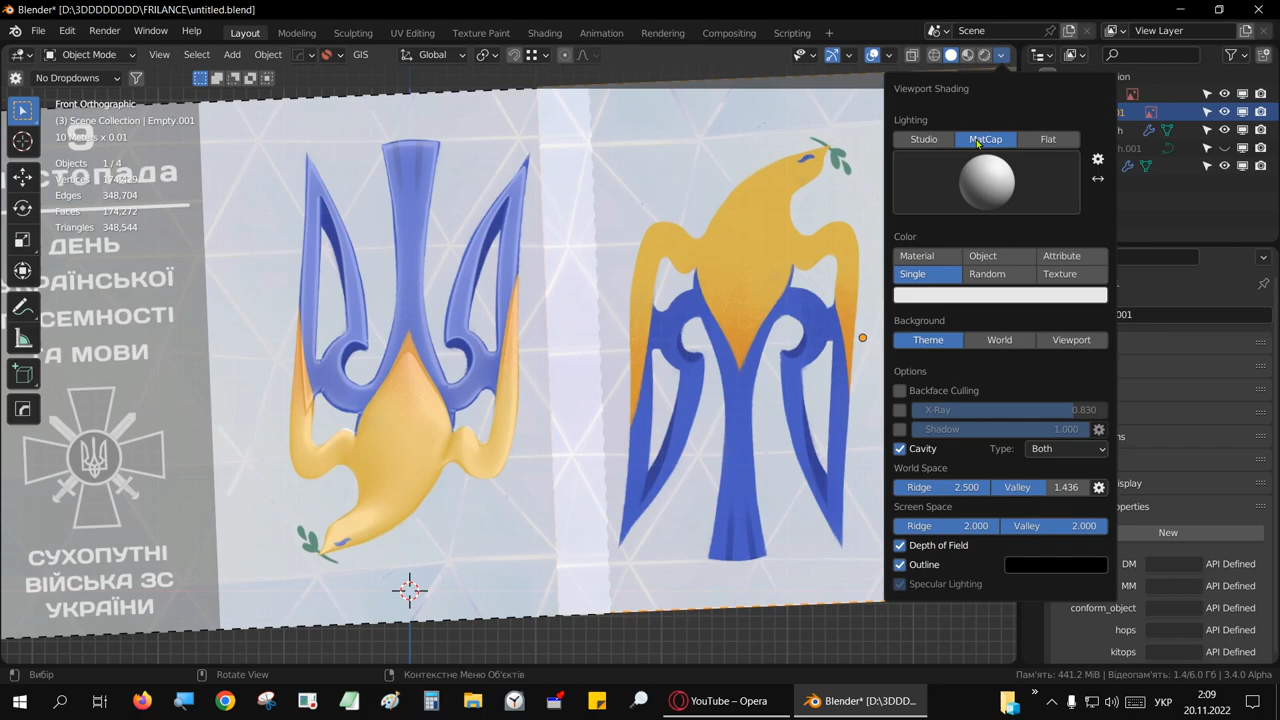 Blender* [D:\3DDDDDDDD\FRILANCE\untitled.blend]
File Edit Render Window Help
Layout Modeling Sculpting UV Editing Texture Paint Shading Animation Rendering Compositing Scripting
Scene
View Layer
Object Mode
View Select Add Object GIS
Global
No Dropdowns
Front Orthographic
(3) Scene Collection | Empty.001
10 Meters x 0.01
Objects 1 / 4
Edges 348,704
Faces 174,272
Triangles 348,544
9
ДЕНЬ
СУХОПУТНІ
ВІЙСЬКА ЗС
УКРАЇНИ
Viewport Shading
Lighting
Studio MatCap Flat
Color
Material Object Attribute
Single Random Texture
Background
Theme World Viewport
Options
Backface Culling
X-Ray 0.830
Shadow 1.000
Cavity Type: Both
World Space
Ridge 2.500 Valley 1.436
Screen Space
Ridge 2.000 Valley 2.000
Depth of Field
Outline
Specular Lighting
New
DM API Defined
MM API Defined
conform_object API Defined
hops API Defined
kitops API Defined
Вибір
Rotate View
Контекстне Меню Об'єктів
Пам'ять: 441.2 MiB | Відеопам'ять: 1.4/6.0 Гб | 3.4.0 Alpha
YouTube – Opera
Blender* [D:\3DDD...
УКР
2:09
20.11.2022